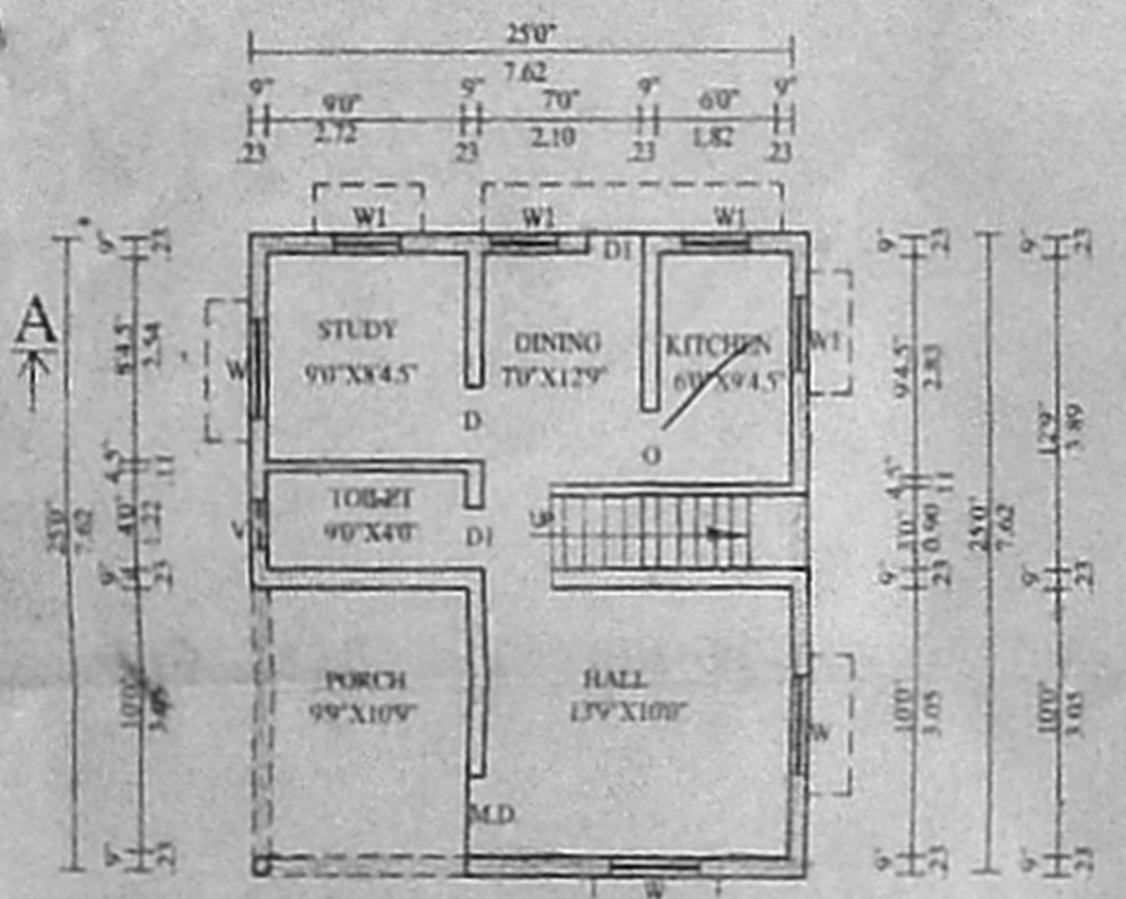 25'0"
7.62
9" 9'0" 9" 7'0" 9" 6'0" 9"
.23 2.72 .23 2.10 .23 1.82 .23
W1 W1 W1
D1
A
STUDY
9'0"X8'4.5"
DINING
7'0"X12'9"
KITCHEN
6'0"X9'4.5"
W W1
D
O
TOILET
9'0"X4'0"
D1
UP
V
PORCH
9'9"X10'9"
HALL
13'9"X10'0"
W
M.D.
W
25'0"
7.62
9" 8'4.5" 4.5" 4'0" 9" 10'0" 9"
.23 2.54 .11 1.22 .23 .23
9" 9'4.5" 4.5" 3'0" 9" 10'0" 9"
.23 2.83 .11 0.90 .23 3.05 .23
25'0"
7.62
9" 12'9" 9" 10'0" 9"
.23 3.89 .23 3.05 .23